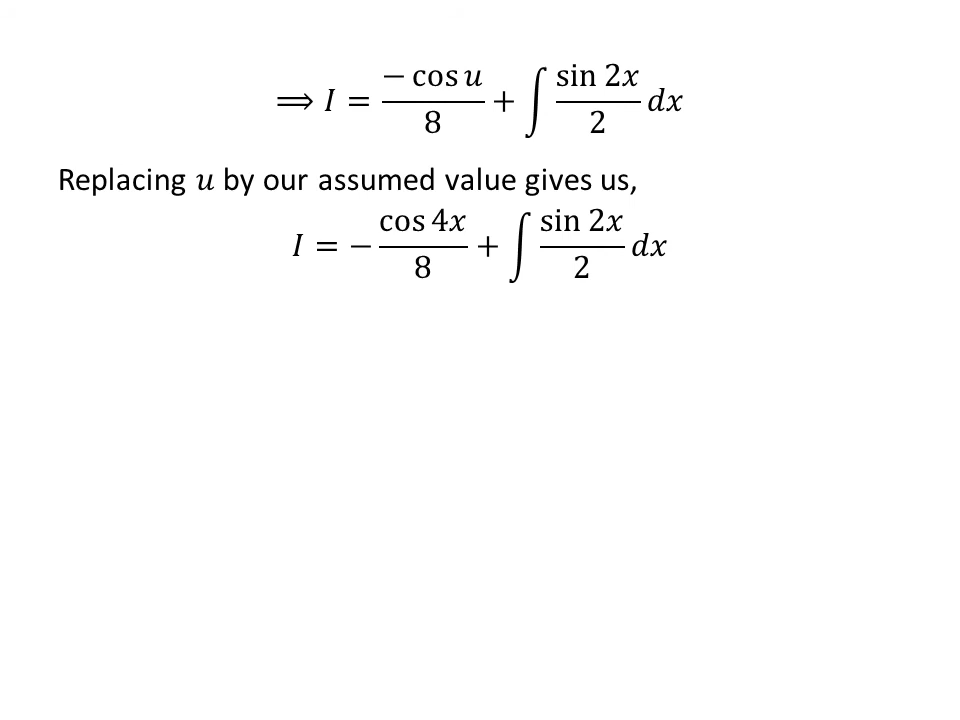 ⟹ I = (− cos u)/8 + ∫ (sin 2x)/2 dx
Replacing u by our assumed value gives us,
I = − (cos 4x)/8 + ∫ (sin 2x)/2 dx